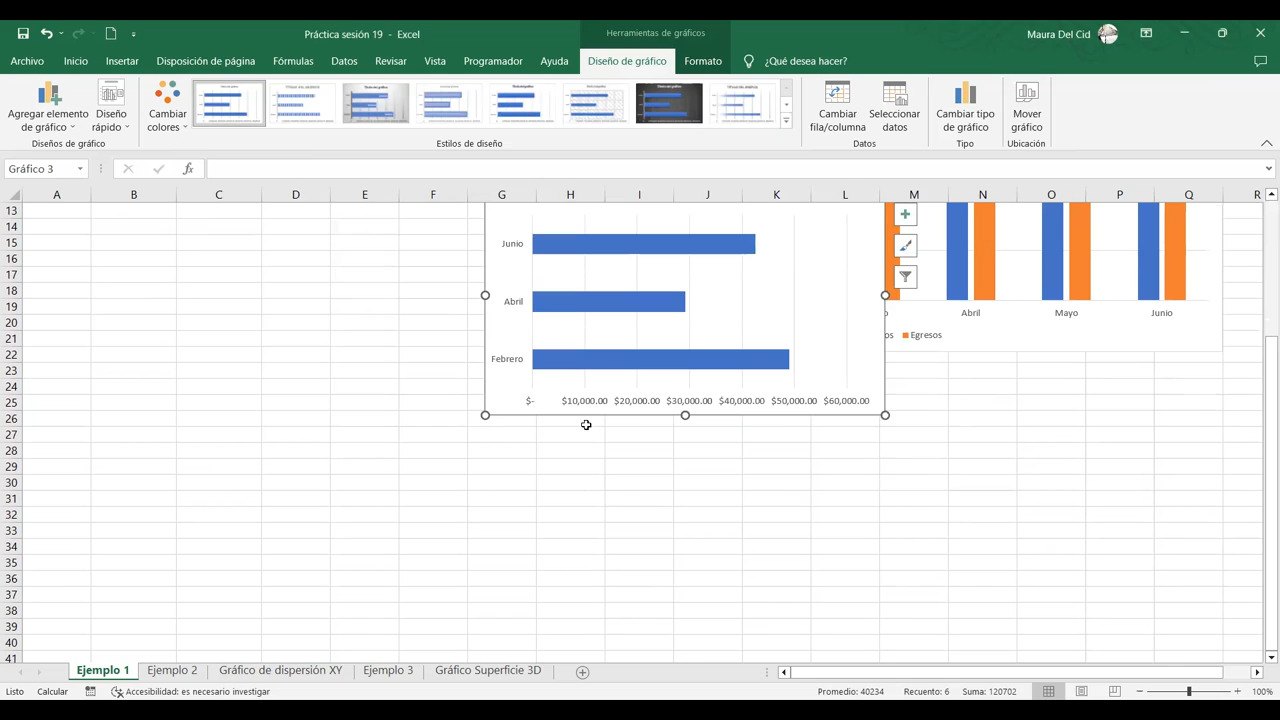 Práctica sesión 19 - Excel
Herramientas de gráficos
Maura Del Cid
Archivo Inicio Insertar Disposición de página Fórmulas Datos Revisar Vista Programador Ayuda Diseño de gráfico Formato ¿Qué desea hacer?
Agregar elemento de gráfico
Diseño rápido
Cambiar colores
Cambiar fila/columna
Seleccionar datos
Cambiar tipo de gráfico
Mover gráfico
Diseños de gráfico
Estilos de diseño
Datos
Tipo
Ubicación
Gráfico 3
fx
A B C D E F G H I J K L M N O P Q R
13
14
15
16
17
18
19
20
21
22
23
24
25
26
27
28
29
30
31
32
33
34
35
36
37
38
39
40
41
Junio
Abril
Febrero
$- $10,000.00 $20,000.00 $30,000.00 $40,000.00 $50,000.00 $60,000.00
o Abril Mayo Junio
os Egresos
Ejemplo 1 Ejemplo 2 Gráfico de dispersión XY Ejemplo 3 Gráfico Superficie 3D
Listo Calcular Accesibilidad: es necesario investigar Promedio: 40234 Recuento: 6 Suma: 120702 100%